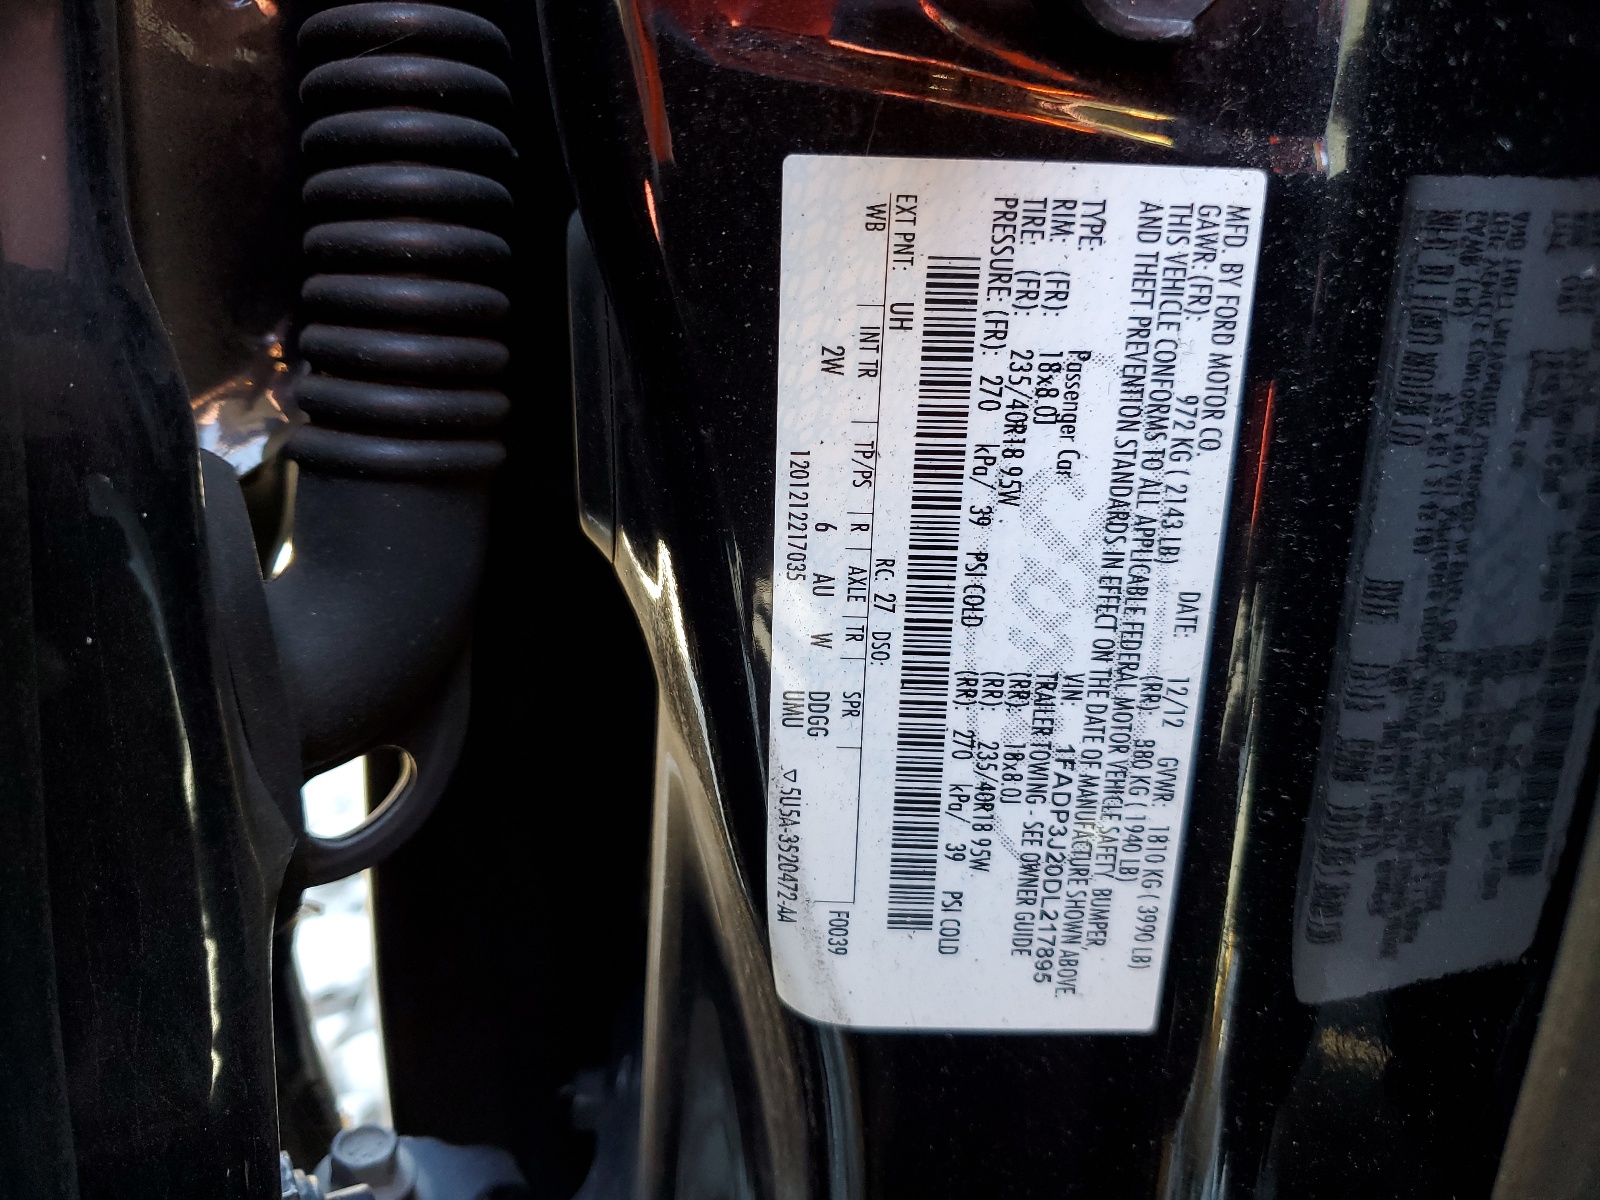 MFD. BY FORD MOTOR CO.
DATE: 12/12 GVWR: 1810 KG ( 3990 LB)
GAWR: (FR): 972 KG ( 2143 LB) (RR): 880 KG ( 1940 LB)
THIS VEHICLE CONFORMS TO ALL APPLICABLE FEDERAL MOTOR VEHICLE SAFETY, BUMPER,
AND THEFT PREVENTION STANDARDS IN EFFECT ON THE DATE OF MANUFACTURE SHOWN ABOVE.
VIN: 1FADP3J20DL217895
TYPE: Passenger Car TRAILER TOWING - SEE OWNER GUIDE
RIM: (FR): 18x8.0J (RR): 18x8.0J
TIRE: (FR): 235/40R18 95W (RR): 235/40R18 95W
PRESSURE: (FR): 270 kPa/ 39 PSI COLD (RR): 270 kPa/ 39 PSI COLD
EXT PNT: UH RC: 27 DSO: F0039
WB INT TR TP/PS R AXLE TR SPR
2W 6 AU W DDGG
1201212217035 UMU ▽5U5A-3520472-AA